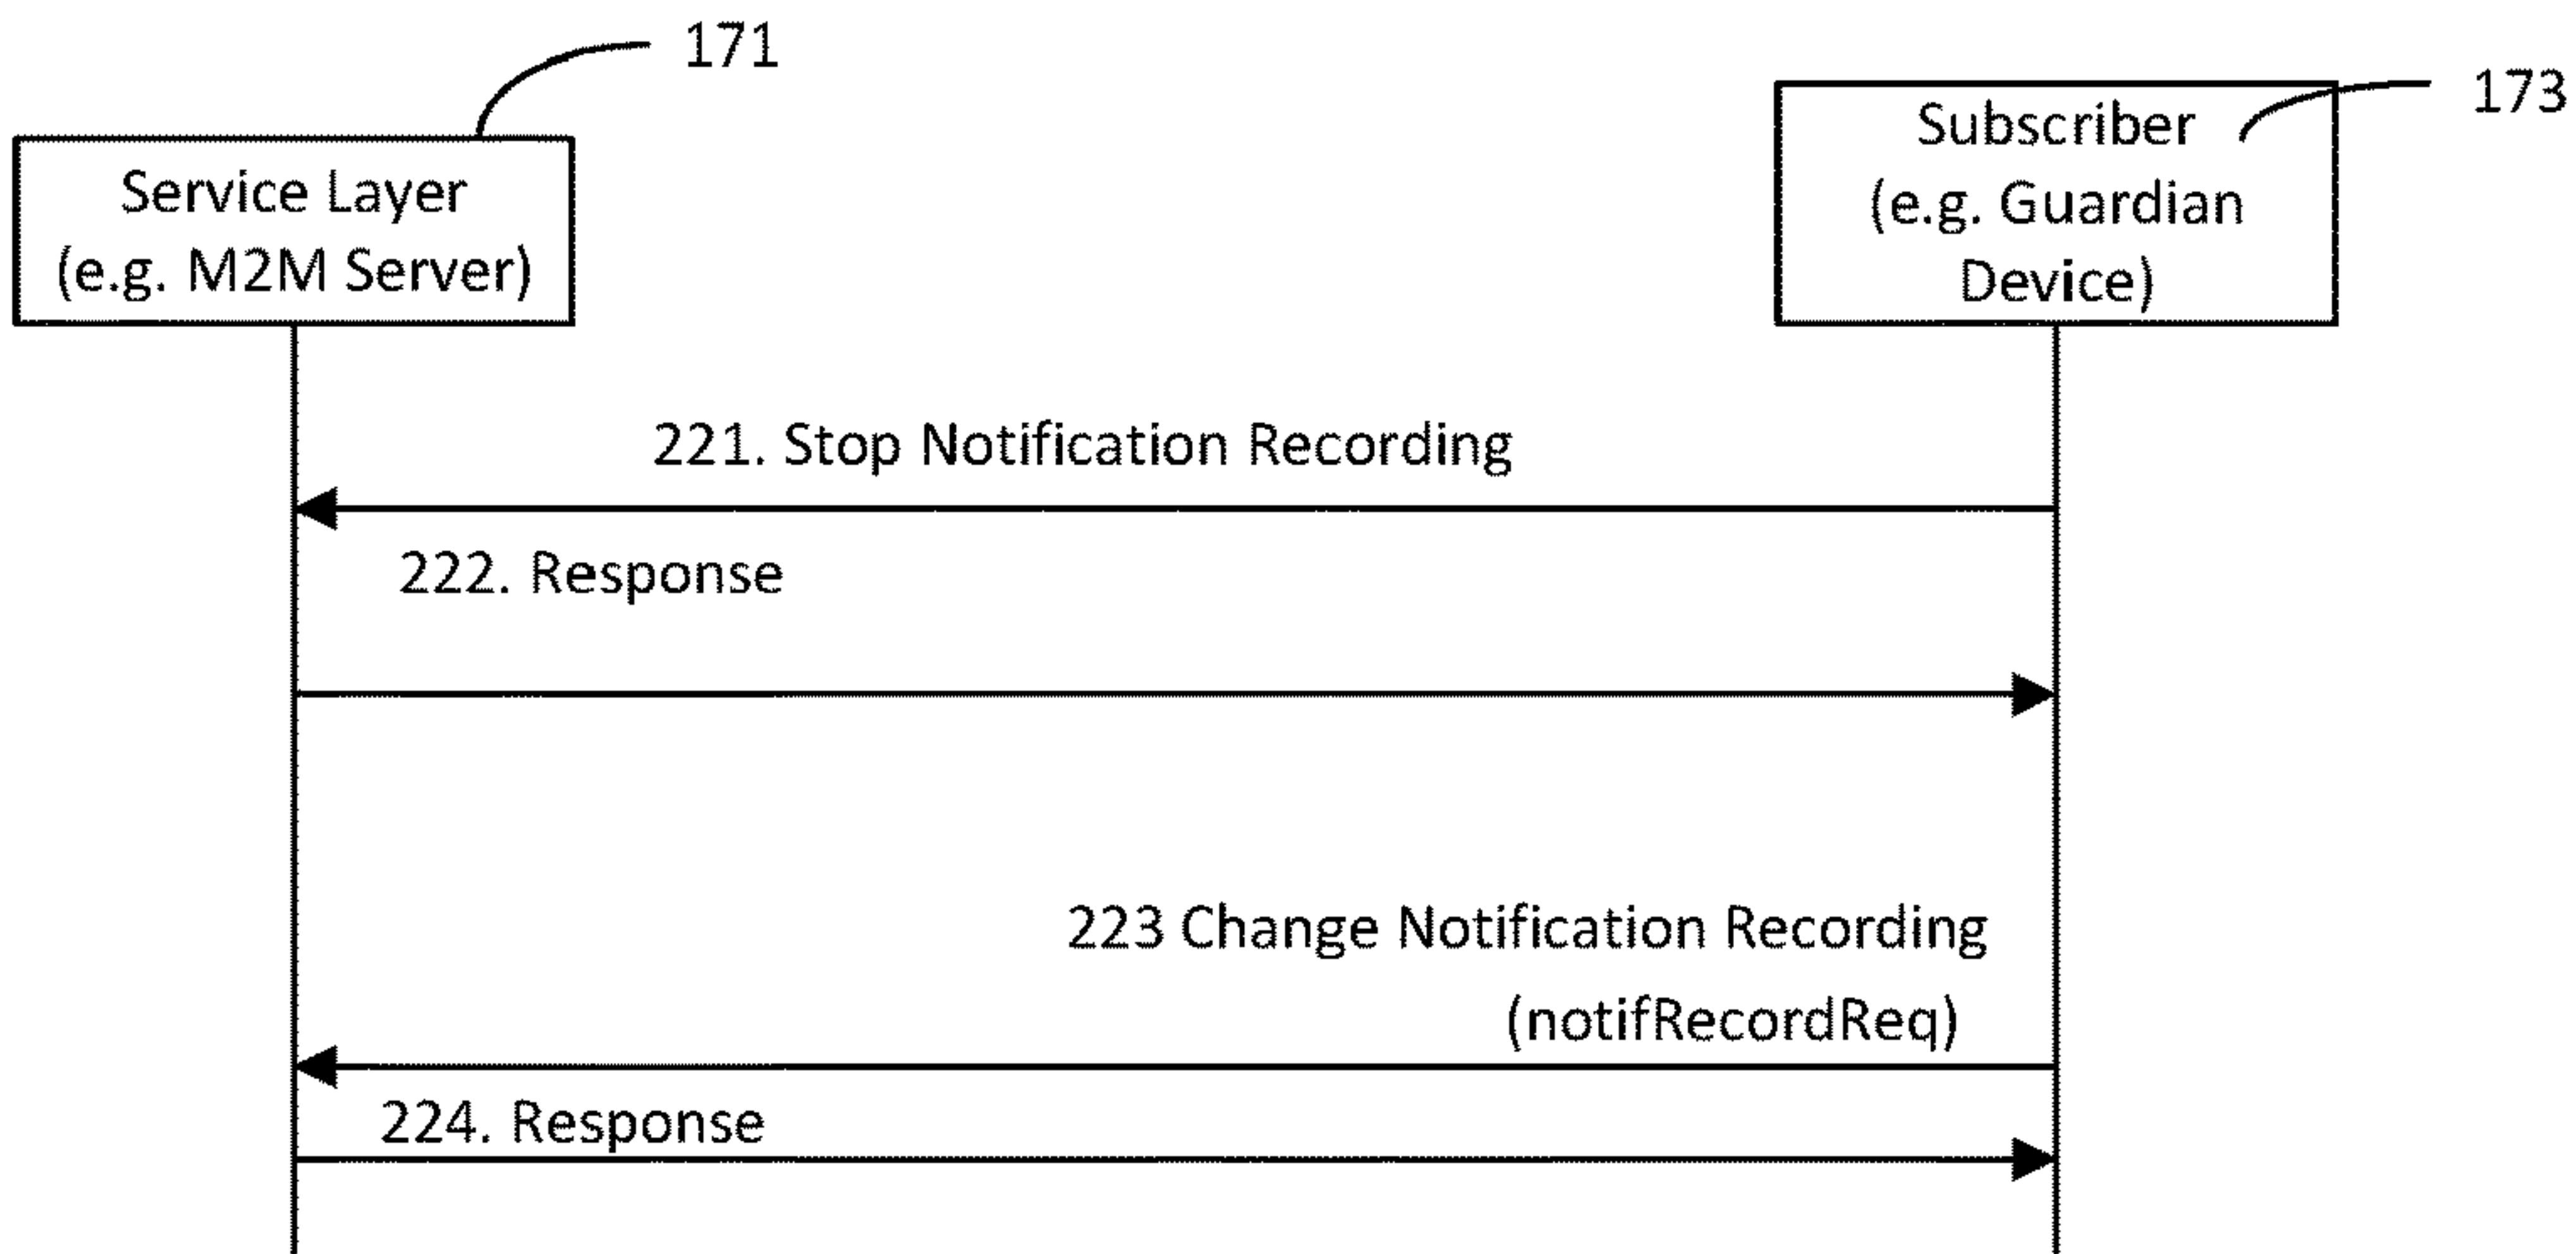 171
173
Service Layer
(e.g. M2M Server)
Subscriber
(e.g. Guardian
Device)
221. Stop Notification Recording
222. Response
223 Change Notification Recording
(notifRecordReq)
224. Response